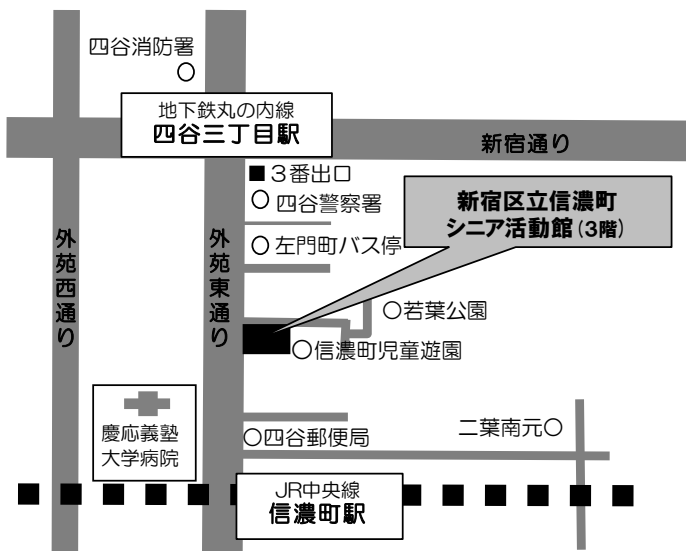 四谷消防署
地下鉄丸の内線
四谷三丁目駅
新宿通り
３番出口
四谷警察署
新宿区立信濃町
シニア活動館（3階）
左門町バス停
外苑西通り
外苑東通り
若葉公園
信濃町児童遊園
慶応義塾
大学病院
四谷郵便局
二葉南元
JR中央線
信濃町駅